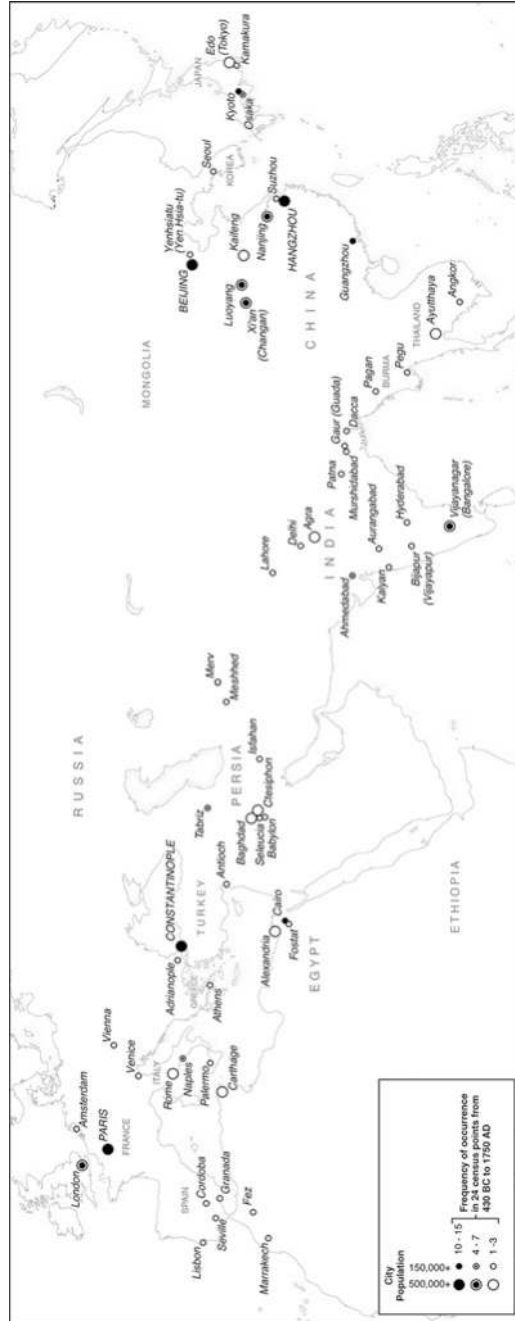 RUSSIA
MONGOLIA
London
Amsterdam
PARIS
FRANCE
Vienna
Venice
ITALY
Rome
Naples
Palermo
Carthage
SPAIN
Lisbon
Cordoba
Seville
Granada
Fez
Marrakech
Adrianople
CONSTANTINOPLE
TURKEY
GREECE
Athens
Antioch
Alexandria
Cairo
Fostat
EGYPT
ETHIOPIA
Tabriz
PERSIA
Baghdad
Seleucia
Babylon
Ctesiphon
Isfahan
Merv
Meshhed
Lahore
Delhi
Agra
INDIA
Ahmedabad
Patna
Murshidabad
Gaur (Guada)
Dacca
Aurangabad
Kalyan
Hyderabad
Bijapur
(Vijayapur)
Vijayanagar
(Bangalore)
Pagan
BURMA
Pegu
THAILAND
Ayutthaya
Angkor
CHINA
BEIJING
Yenhsiatu
(Yen.Hsia-tu)
Luoyang
Xi'an
(Changan)
Kaifeng
Nanjing
Suzhou
HANGZHOU
Guangzhou
Seoul
KOREA
JAPAN
Kyoto
Osaka
Edo
(Tokyo)
Kamakura
City
Population
150,000+
500,000+
10 - 15
4 - 7
1 - 3
Frequency of occurrence
in 24 census points from
430 BC to 1750 AD